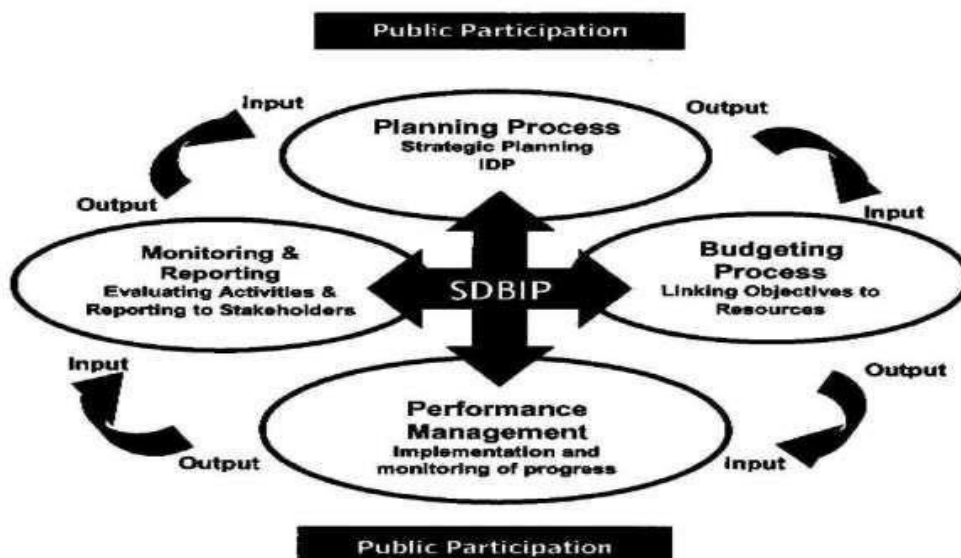 Public Participation
Input
Output
Planning Process
Strategic Planning
IDP
Output
Input
Monitoring &
Reporting
Evaluating Activities &
Reporting to Stakeholders
SDBIP
Budgeting
Process
Linking Objectives to
Resources
Input
Output
Performance
Management
Implementation and
monitoring of progress
Output
Input
Public Participation